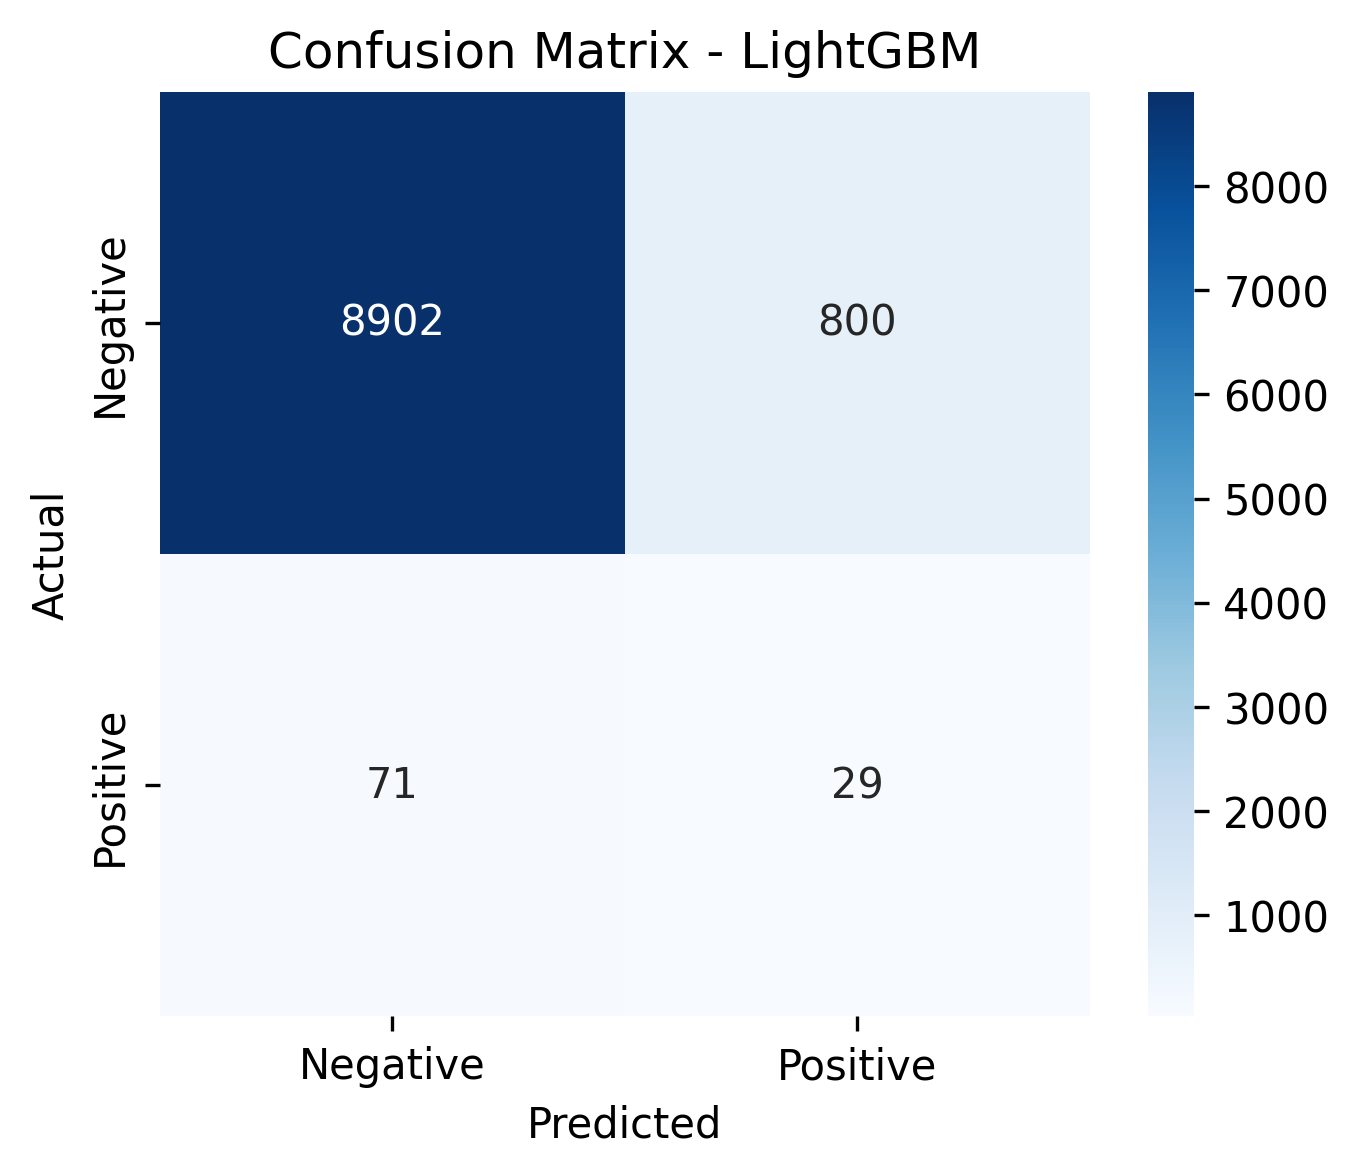 Confusion Matrix - LightGBM
Actual
Negative
Positive
8902
800
71
29
Negative
Positive
Predicted
8000
7000
6000
5000
4000
3000
2000
1000